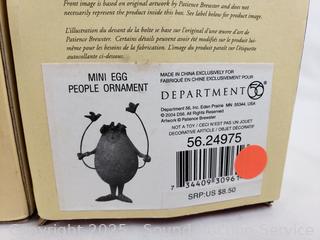 Front image is based on original artwork by Patience Brewster and does not
necessarily represent the product inside this box. See label below for product image.
L'illustration du devant de la boîte se base sur l'original d'une œuvre d'art de
Patience Brewster. Certains détails peuvent avoir été modifiés sur le produit lui-
même pour les besoins de la fabrication. L'image du produit paraît sur l'étiquette
autocollante ci-dessous.
MINI EGG
PEOPLE ORNAMENT
MADE IN CHINA EXCLUSIVELY FOR
FABRIQUÉ EN CHINE EXCLUSIVEMENT POUR
DEPARTMENT 56
Department 56, Inc. Eden Prairie MN 55344, USA
© 2004 D56. All Rights Reserved.
Artwork © Patience Brewster
NOT A TOY / CECI N'EST PAS UN JOUET
DECORATIVE ARTICLE / OBJET DÉCORATIF
56.24975
7 34409 30961
SRP:US $8.50
Copyright 2025 -